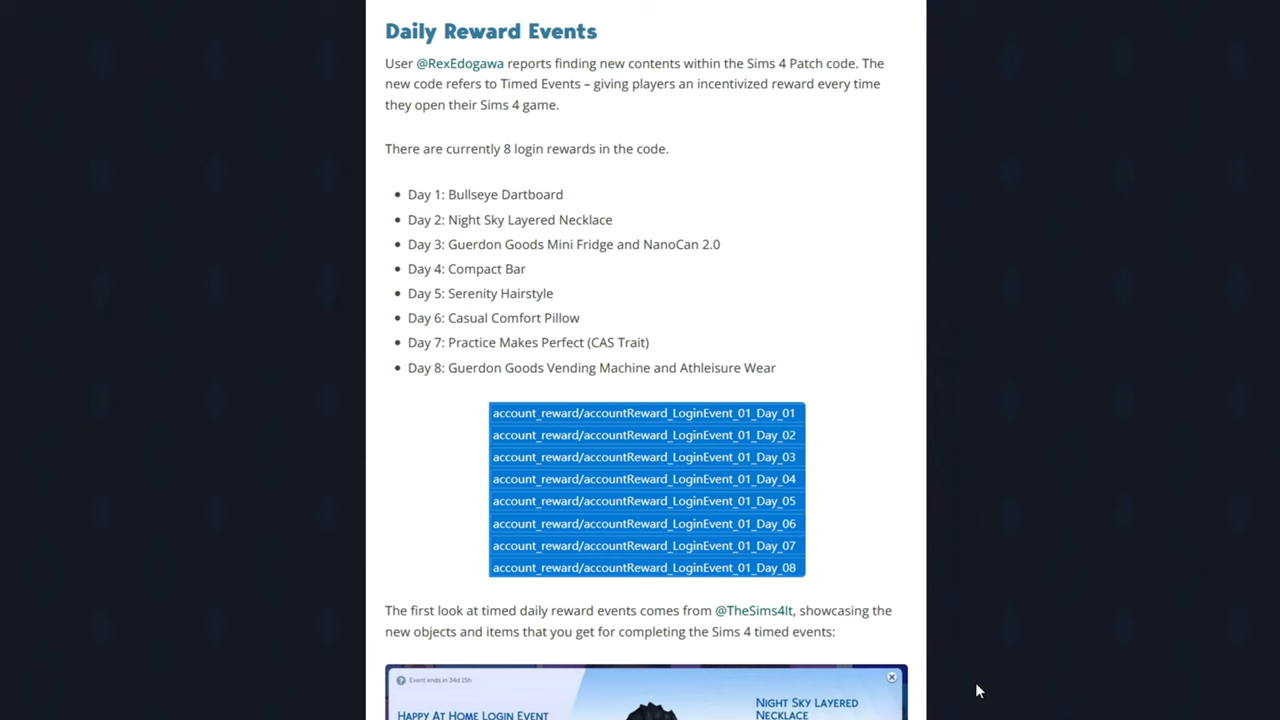 Daily Reward Events
User @RexEdogawa reports finding new contents within the Sims 4 Patch code. The
new code refers to Timed Events – giving players an incentivized reward every time
they open their Sims 4 game.
There are currently 8 login rewards in the code.
• Day 1: Bullseye Dartboard
• Day 2: Night Sky Layered Necklace
• Day 3: Guerdon Goods Mini Fridge and NanoCan 2.0
• Day 4: Compact Bar
• Day 5: Serenity Hairstyle
• Day 6: Casual Comfort Pillow
• Day 7: Practice Makes Perfect (CAS Trait)
• Day 8: Guerdon Goods Vending Machine and Athleisure Wear
account_reward/accountReward_LoginEvent_01_Day_01
account_reward/accountReward_LoginEvent_01_Day_02
account_reward/accountReward_LoginEvent_01_Day_03
account_reward/accountReward_LoginEvent_01_Day_04
account_reward/accountReward_LoginEvent_01_Day_05
account_reward/accountReward_LoginEvent_01_Day_06
account_reward/accountReward_LoginEvent_01_Day_07
account_reward/accountReward_LoginEvent_01_Day_08
The first look at timed daily reward events comes from @TheSims4It, showcasing the
new objects and items that you get for completing the Sims 4 timed events:
Event ends in 34d 25h
HAPPY AT HOME LOGIN EVENT
NIGHT SKY LAYERED
NECKLACE